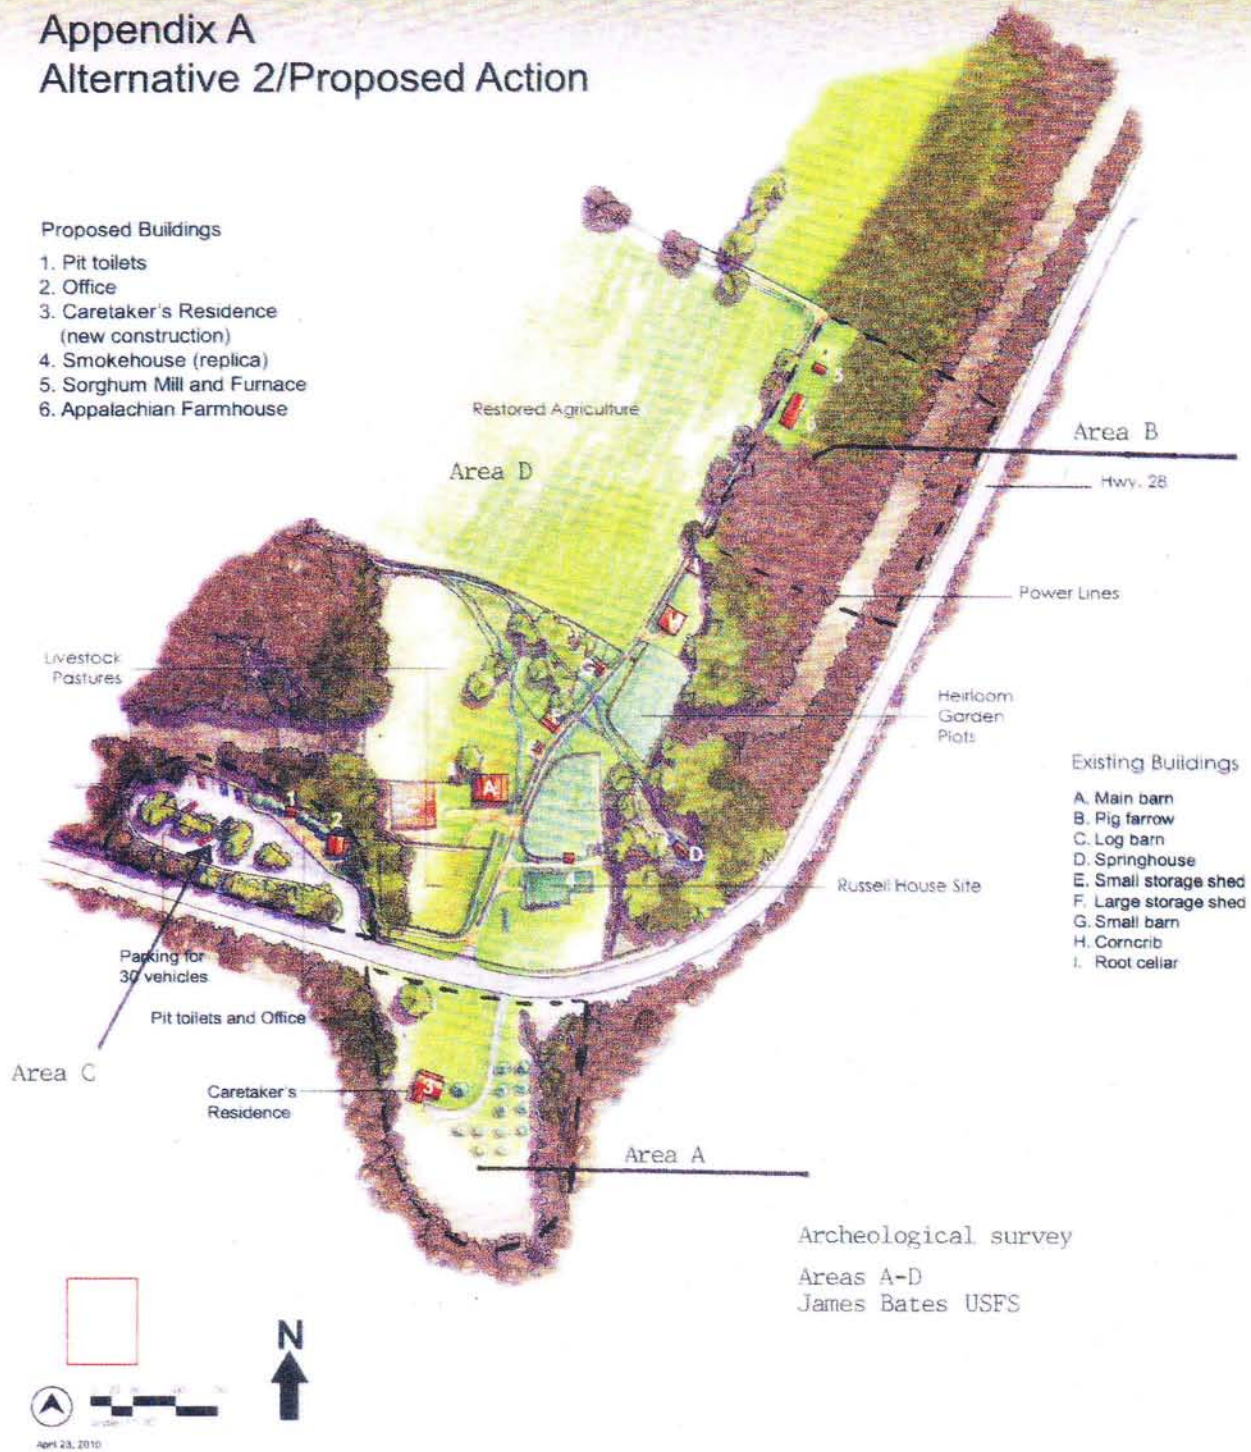 Appendix A
Alternative 2/Proposed Action
Proposed Buildings
1. Pit toilets
2. Office
3. Caretaker's Residence
(new construction)
4. Smokehouse (replica)
5. Sorghum Mill and Furnace
6. Appalachian Farmhouse
Restored Agriculture
Area D
Area B
Hwy. 28
Power Lines
Livestock
Pastures
Heirloom
Garden
Plots
Existing Buildings
A. Main barn
B. Pig farrow
C. Log barn
D. Springhouse
E. Small storage shed
F. Large storage shed
G. Small barn
H. Corncrib
I. Root cellar
5
G
A
1
2
D
Russell House Site
Parking for
30 vehicles
Pit toilets and Office
Area C
Caretaker's
Residence
3
Area A
Archeological survey
Areas A-D
James Bates USFS
N
April 23, 2010